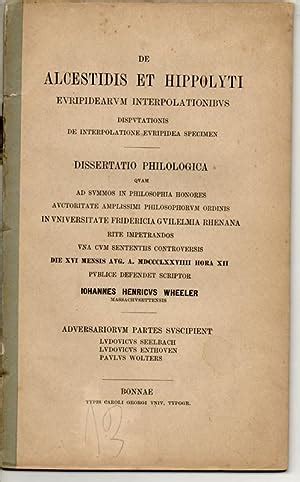 DE
ALCESTIDIS ET HIPPOLYTI
EVRIPIDEARVM INTERPOLATIONIBVS
DISPVTATIONIS
DE INTERPOLATIONE EVRIPIDEA SPECIMEN
DISSERTATIO PHILOLOGICA
QVAM
AD SVMMOS IN PHILOSOPHIA HONORES
AVCTORITATE AMPLISSIMI PHILOSOPHORVM ORDINIS
IN VNIVERSITATE FRIDERICIA GVILELMIA RHENANA
RITE IMPETRANDOS
VNA CVM SENTENTIIS CONTROVERSIS
DIE XVI MENSIS AVG. A. MDCCCLXXVIIII HORA XII
PVBLICE DEFENDET SCRIPTOR
IOHANNES HENRICVS WHEELER
MASSACHVSETTENSIS
ADVERSARIORVM PARTES SVSCIPIENT
LVDOVICVS SEELBACH
LVDOVICVS ENTHOVEN
PAVLVS WOLTERS
BONNAE
TYPIS CAROLI GEORGI VNIV. TYPOGR.